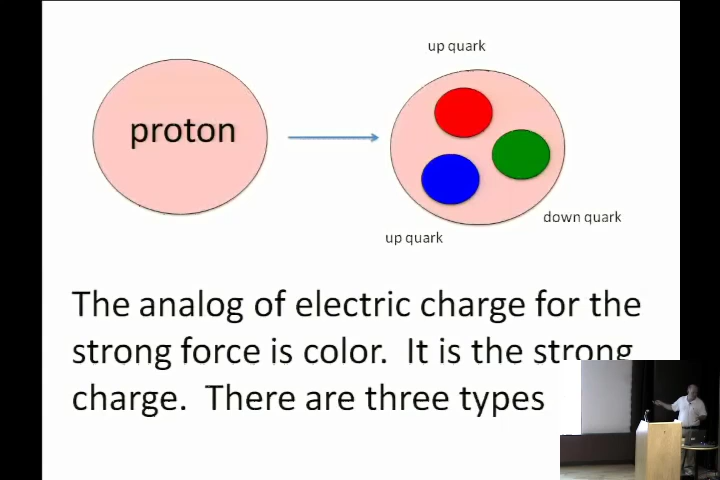 up quark
proton
down quark
up quark
The analog of electric charge for the
strong force is color. It is the strong
charge. There are three types